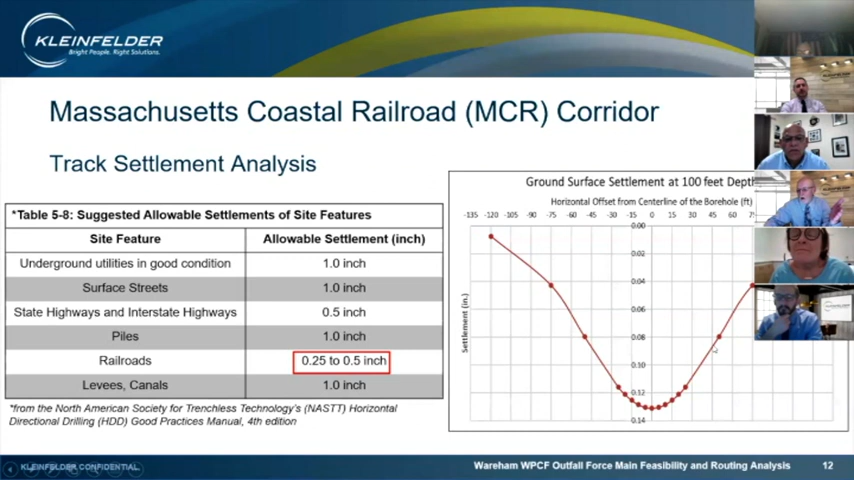 KLEINFELDER
Bright People. Right Solutions.
Massachusetts Coastal Railroad (MCR) Corridor
Track Settlement Analysis
*Table 5-8: Suggested Allowable Settlements of Site Features
Site Feature Allowable Settlement (inch)
Underground utilities in good condition 1.0 inch
Surface Streets 1.0 inch
State Highways and Interstate Highways 0.5 inch
Piles 1.0 inch
Railroads 0.25 to 0.5 inch
Levees, Canals 1.0 inch
*from the North American Society for Trenchless Technology's (NASTT) Horizontal
Directional Drilling (HDD) Good Practices Manual, 4th edition
Ground Surface Settlement at 100 feet Dept
Horizontal Offset from Centerline of the Borehole (ft)
-135 -120 -105 -90 -75 -60 -45 -30 -15 0 15 30 45 60
0.00
0.02
0.04
0.06
0.08
0.10
0.12
0.14
Settlement (in.)
KLEINFELDER CONFIDENTIAL
Wareham WPCF Outfall Force Main Feasibility and Routing Analysis 12